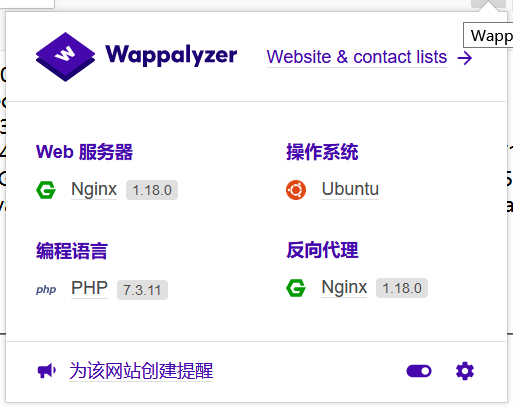 Wapp
Wappalyzer
Website & contact lists
Web 服务器
Nginx 1.18.0
操作系统
Ubuntu
编程语言
php PHP 7.3.11
反向代理
Nginx 1.18.0
为该网站创建提醒